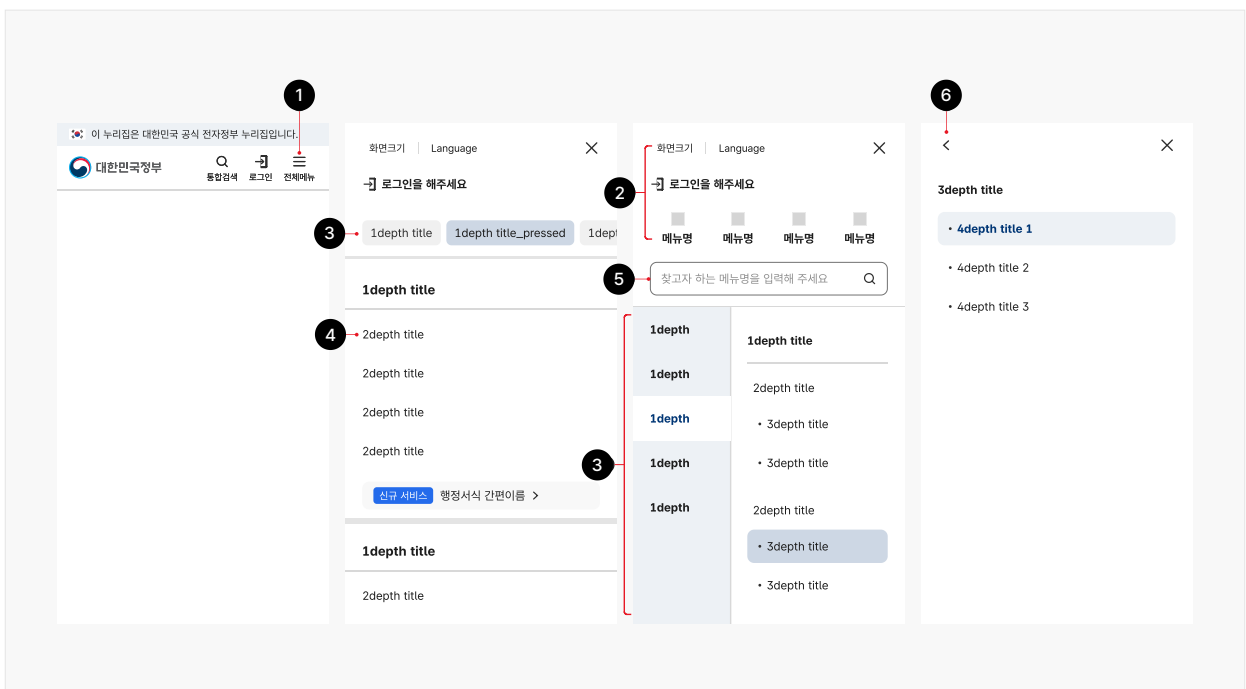 1
이 누리집은 대한민국 공식 전자정부 누리집입니다.
대한민국정부
통합검색 로그인 전체메뉴
화면크기 Language
로그인을 해주세요
3
1depth title 1depth title_pressed 1dept
1depth title
4
2depth title
2depth title
2depth title
2depth title
신규 서비스 행정서식 간편이름
1depth title
2depth title
화면크기 Language
2
로그인을 해주세요
메뉴명 메뉴명 메뉴명 메뉴명
5
찾고자 하는 메뉴명을 입력해 주세요
3
1depth
1depth
1depth
1depth
1depth
1depth title
2depth title
• 3depth title
• 3depth title
2depth title
• 3depth title
• 3depth title
6
3depth title
• 4depth title 1
• 4depth title 2
• 4depth title 3